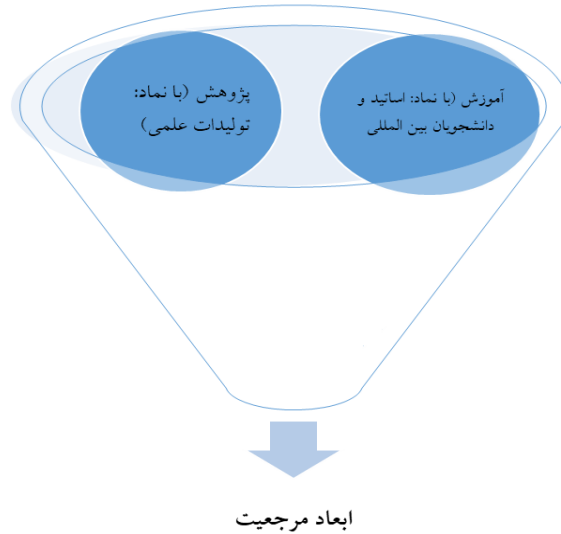 آموزش (با نماد: اساتید و
دانشجویان بین المللی
پژوهش (با نماد:
تولیدات علمی)
ابعاد مرجعیت